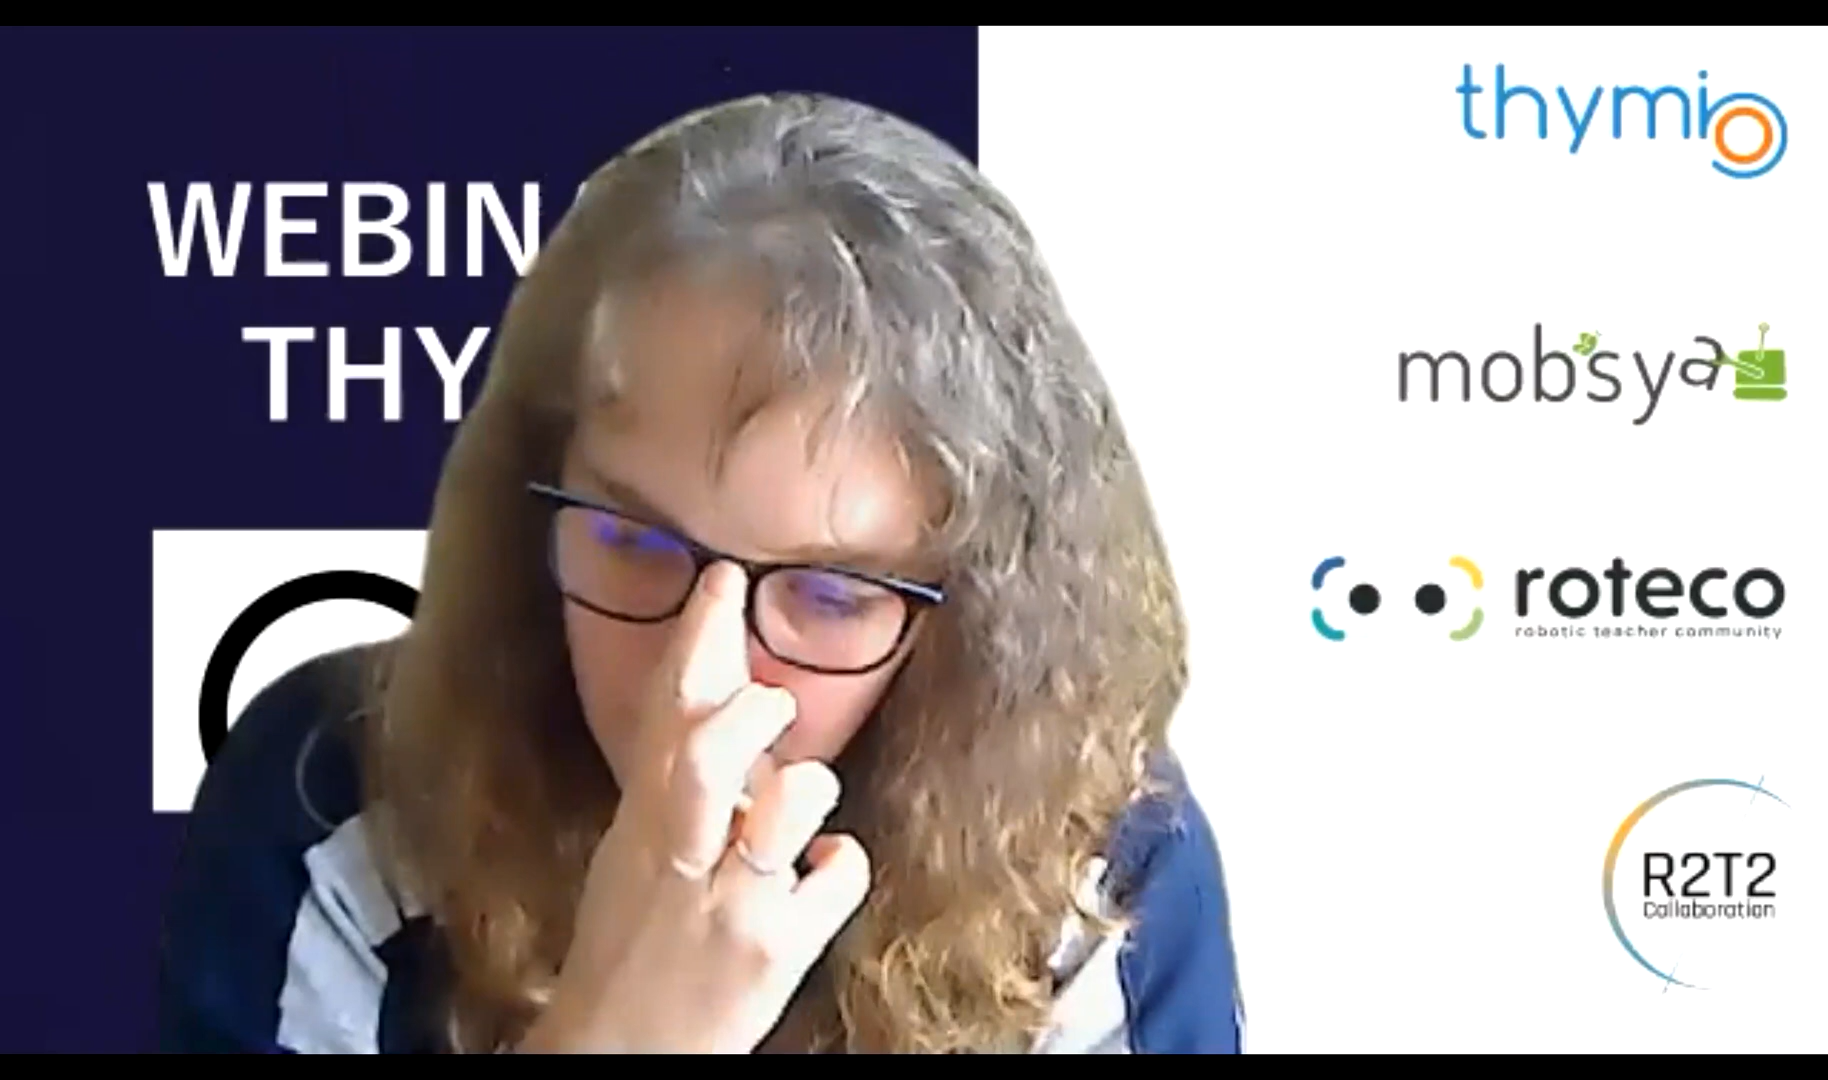 WEBIN
THY
thymio
mobsya
roteco
robotic teacher community
R2T2
Collaboration